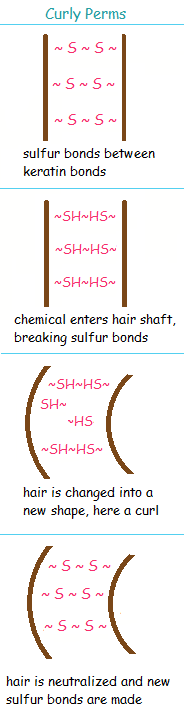 Curly Perms
~ S ~ S ~
~ S ~ S ~
~ S ~ S ~
sulfur bonds between
keratin bonds
~SH~HS~
~SH~HS~
~SH~HS~
chemical enters hair shaft,
breaking sulfur bonds
~SH~HS~
SH~
~HS
~SH~HS~
hair is changed into a
new shape, here a curl
~ S ~ S ~
~ S ~ S ~
~ S ~ S ~
hair is neutralized and new
sulfur bonds are made